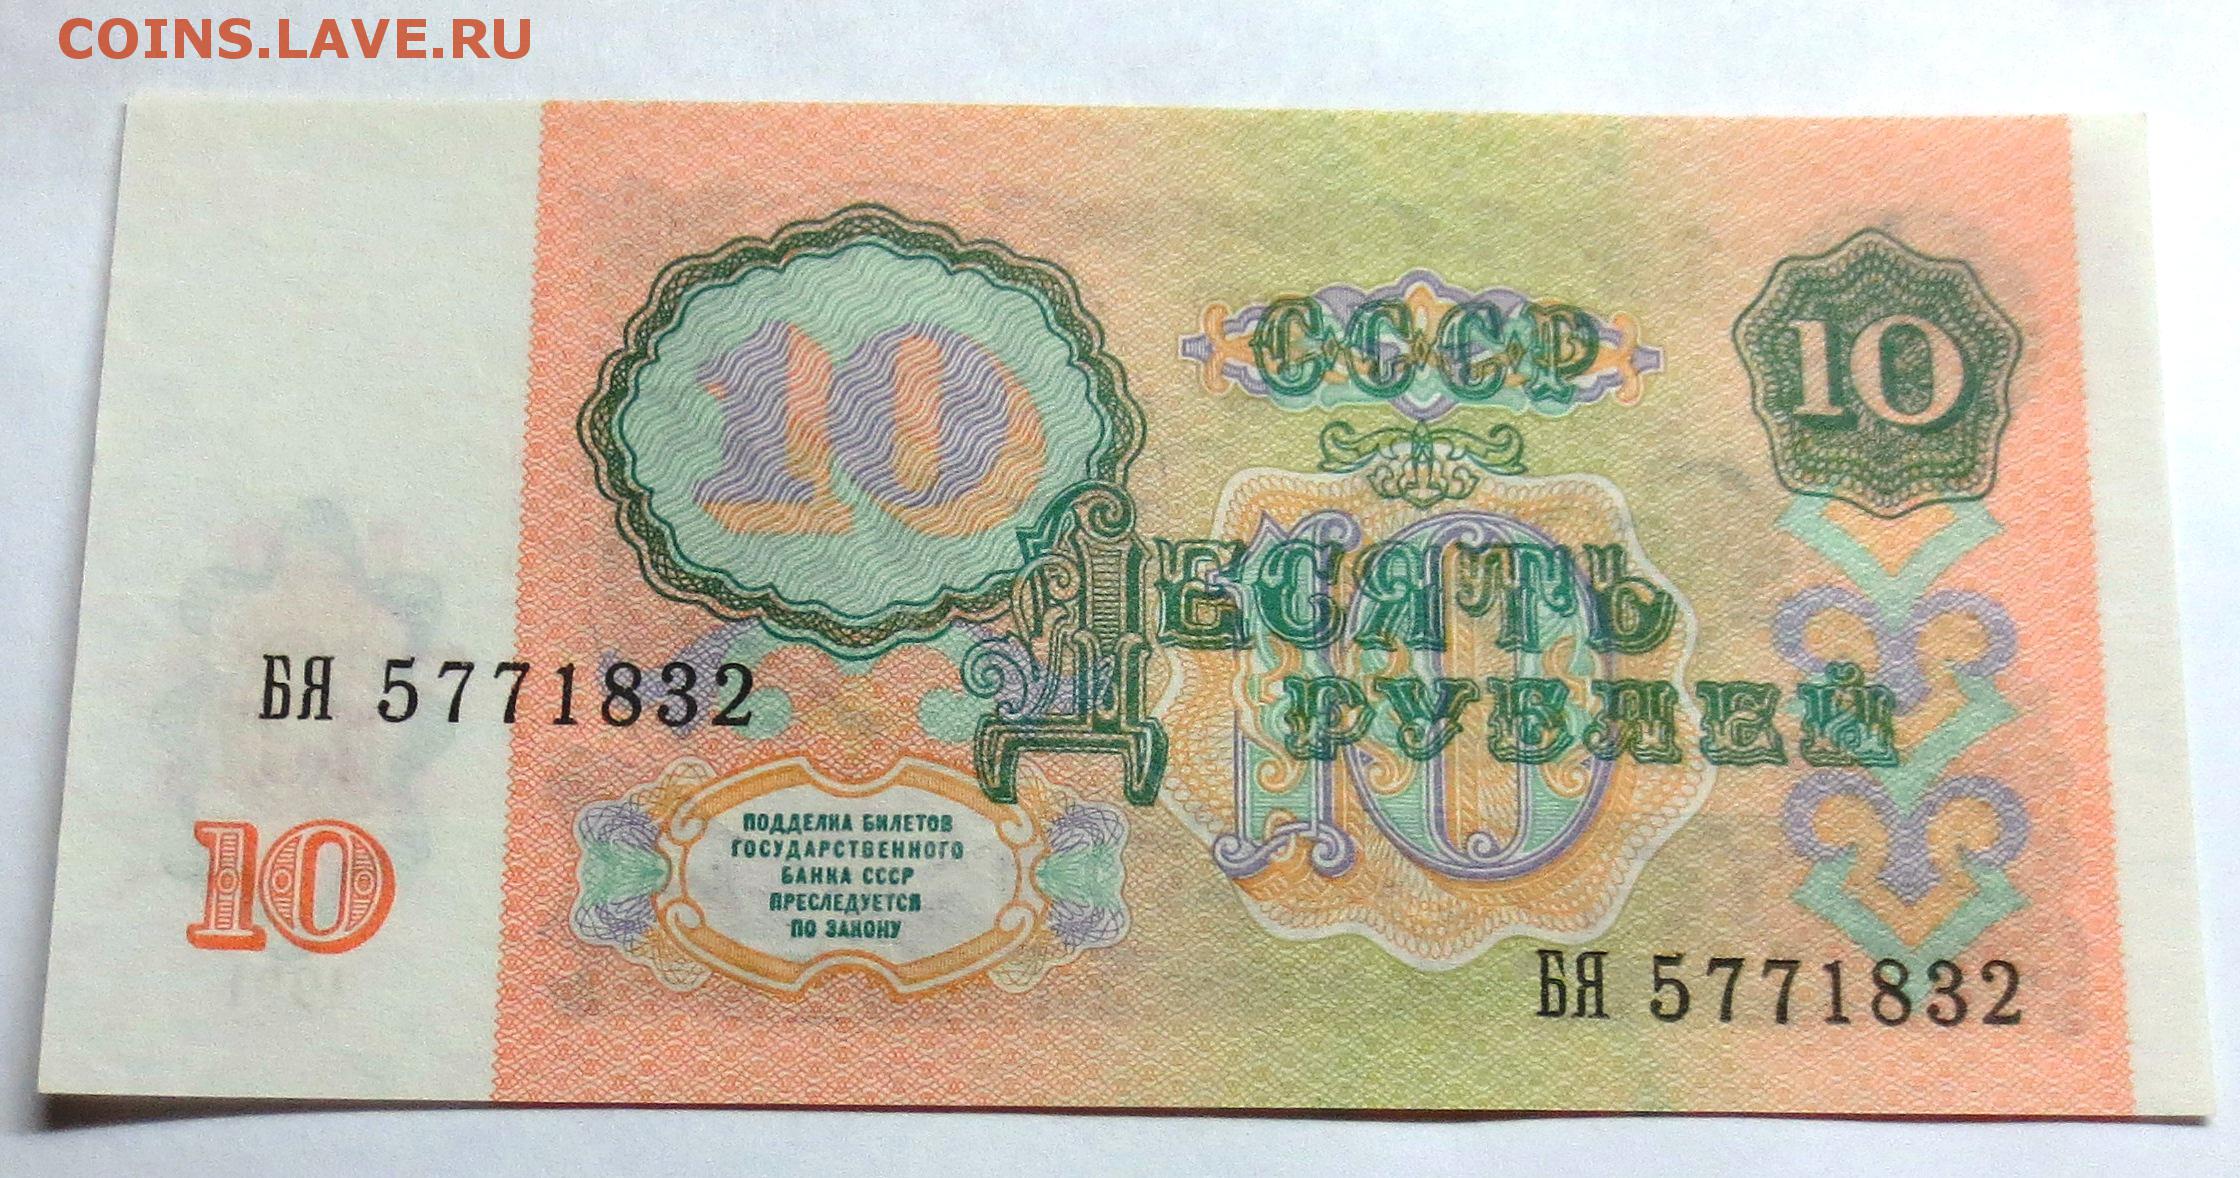 COINS.LAVE.RU
10
СССР
10
ДЕСЯТЬ
10
РУБЛЕЙ
БЯ 5771832
ПОДДЕЛКА БИЛЕТОВ
ГОСУДАРСТВЕННОГО
БАНКА СССР
ПРЕСЛЕДУЕТСЯ
ПО ЗАКОНУ
10
БЯ 5771832